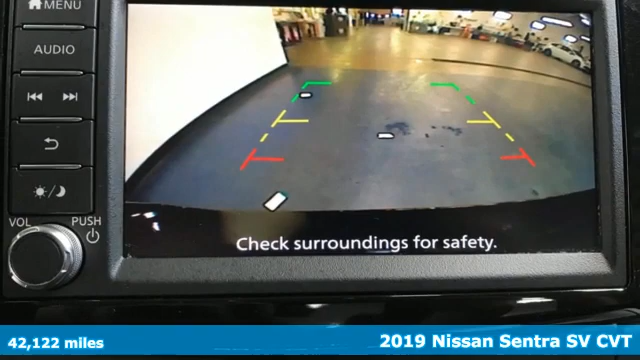 MENU
AUDIO
VOL
PUSH
Check surroundings for safety.
42,122 miles
2019 Nissan Sentra SV CVT